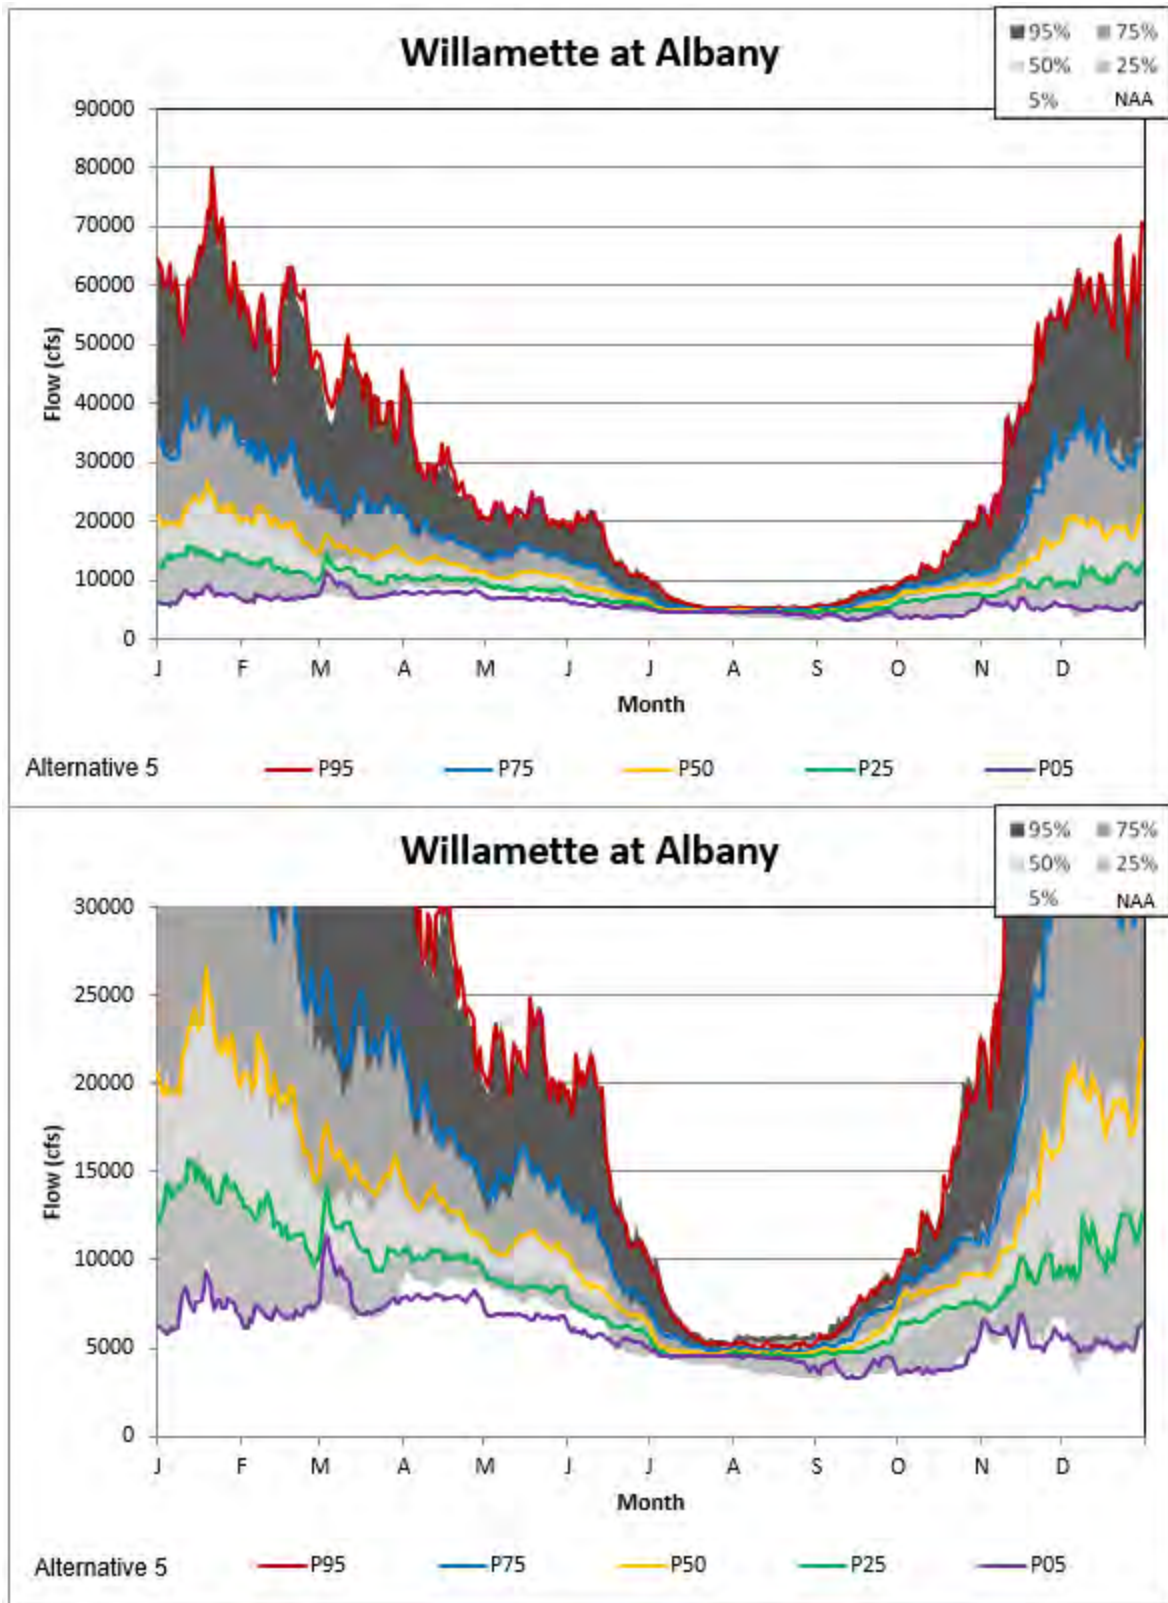 Willamette at Albany
95% 75%
50% 25%
5% NAA
90000
80000
70000
60000
50000
40000
30000
20000
10000
0
Flow (cfs)
J F M A M J J A S O N D
Month
Alternative 5 P95 P75 P50 P25 P05
Willamette at Albany
95% 75%
50% 25%
5% NAA
30000
25000
20000
15000
10000
5000
0
Flow (cfs)
J F M A M J J A S O N D
Month
Alternative 5 P95 P75 P50 P25 P05